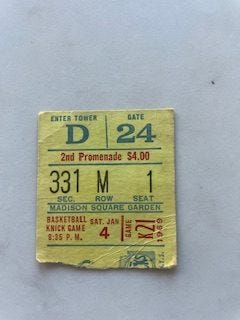 ENTER TOWER GATE
D 24
2nd Promenade $4.00
331 M 1
SEC. ROW SEAT
MADISON SQUARE GARDEN
BASKETBALL SAT. JAN
KNICK GAME 4
8:35 P.M.
GAME
K21
1969